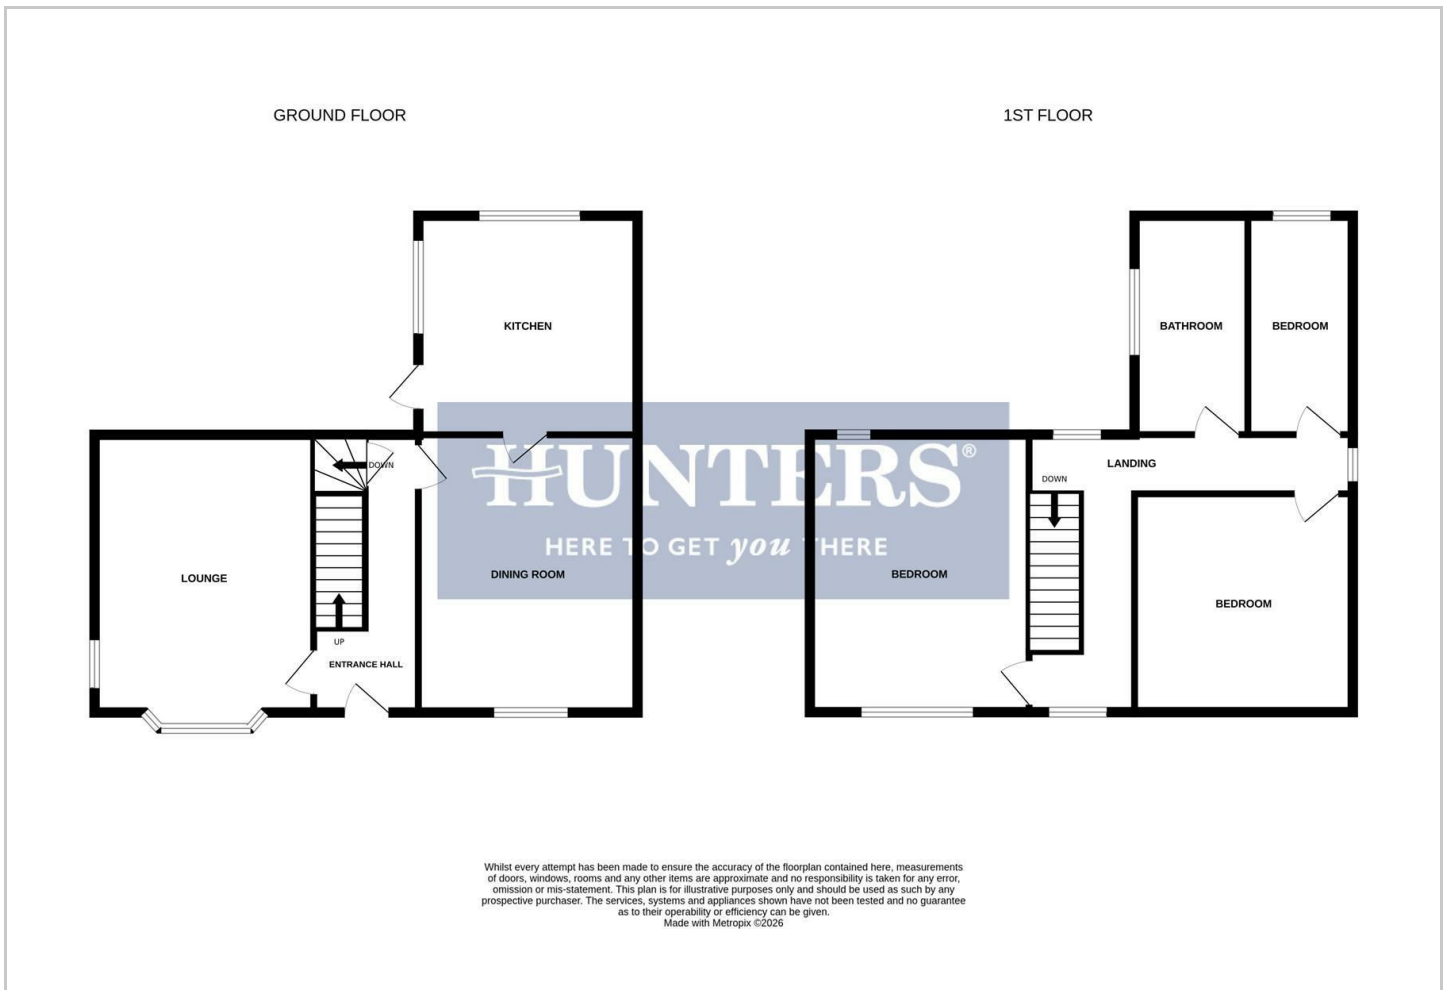 GROUND FLOOR
1ST FLOOR
KITCHEN
DOWN
LOUNGE
DINING ROOM
UP
ENTRANCE HALL
BATHROOM
BEDROOM
LANDING
DOWN
BEDROOM
BEDROOM
HUNTERS®
HERE TO GET you THERE
Whilst every attempt has been made to ensure the accuracy of the floorplan contained here, measurements
of doors, windows, rooms and any other items are approximate and no responsibility is taken for any error,
omission or mis-statement. This plan is for illustrative purposes only and should be used as such by any
prospective purchaser. The services, systems and appliances shown have not been tested and no guarantee
as to their operability or efficiency can be given.
Made with Metropix ©2026